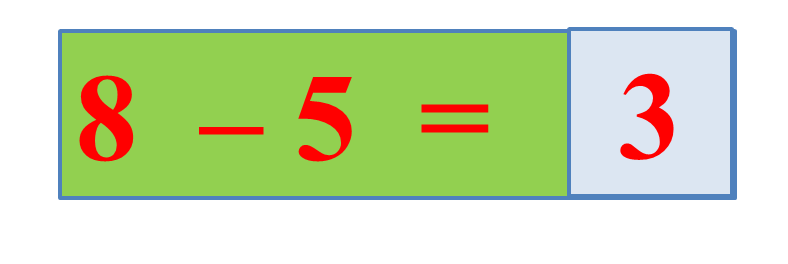 8 – 5 = 3